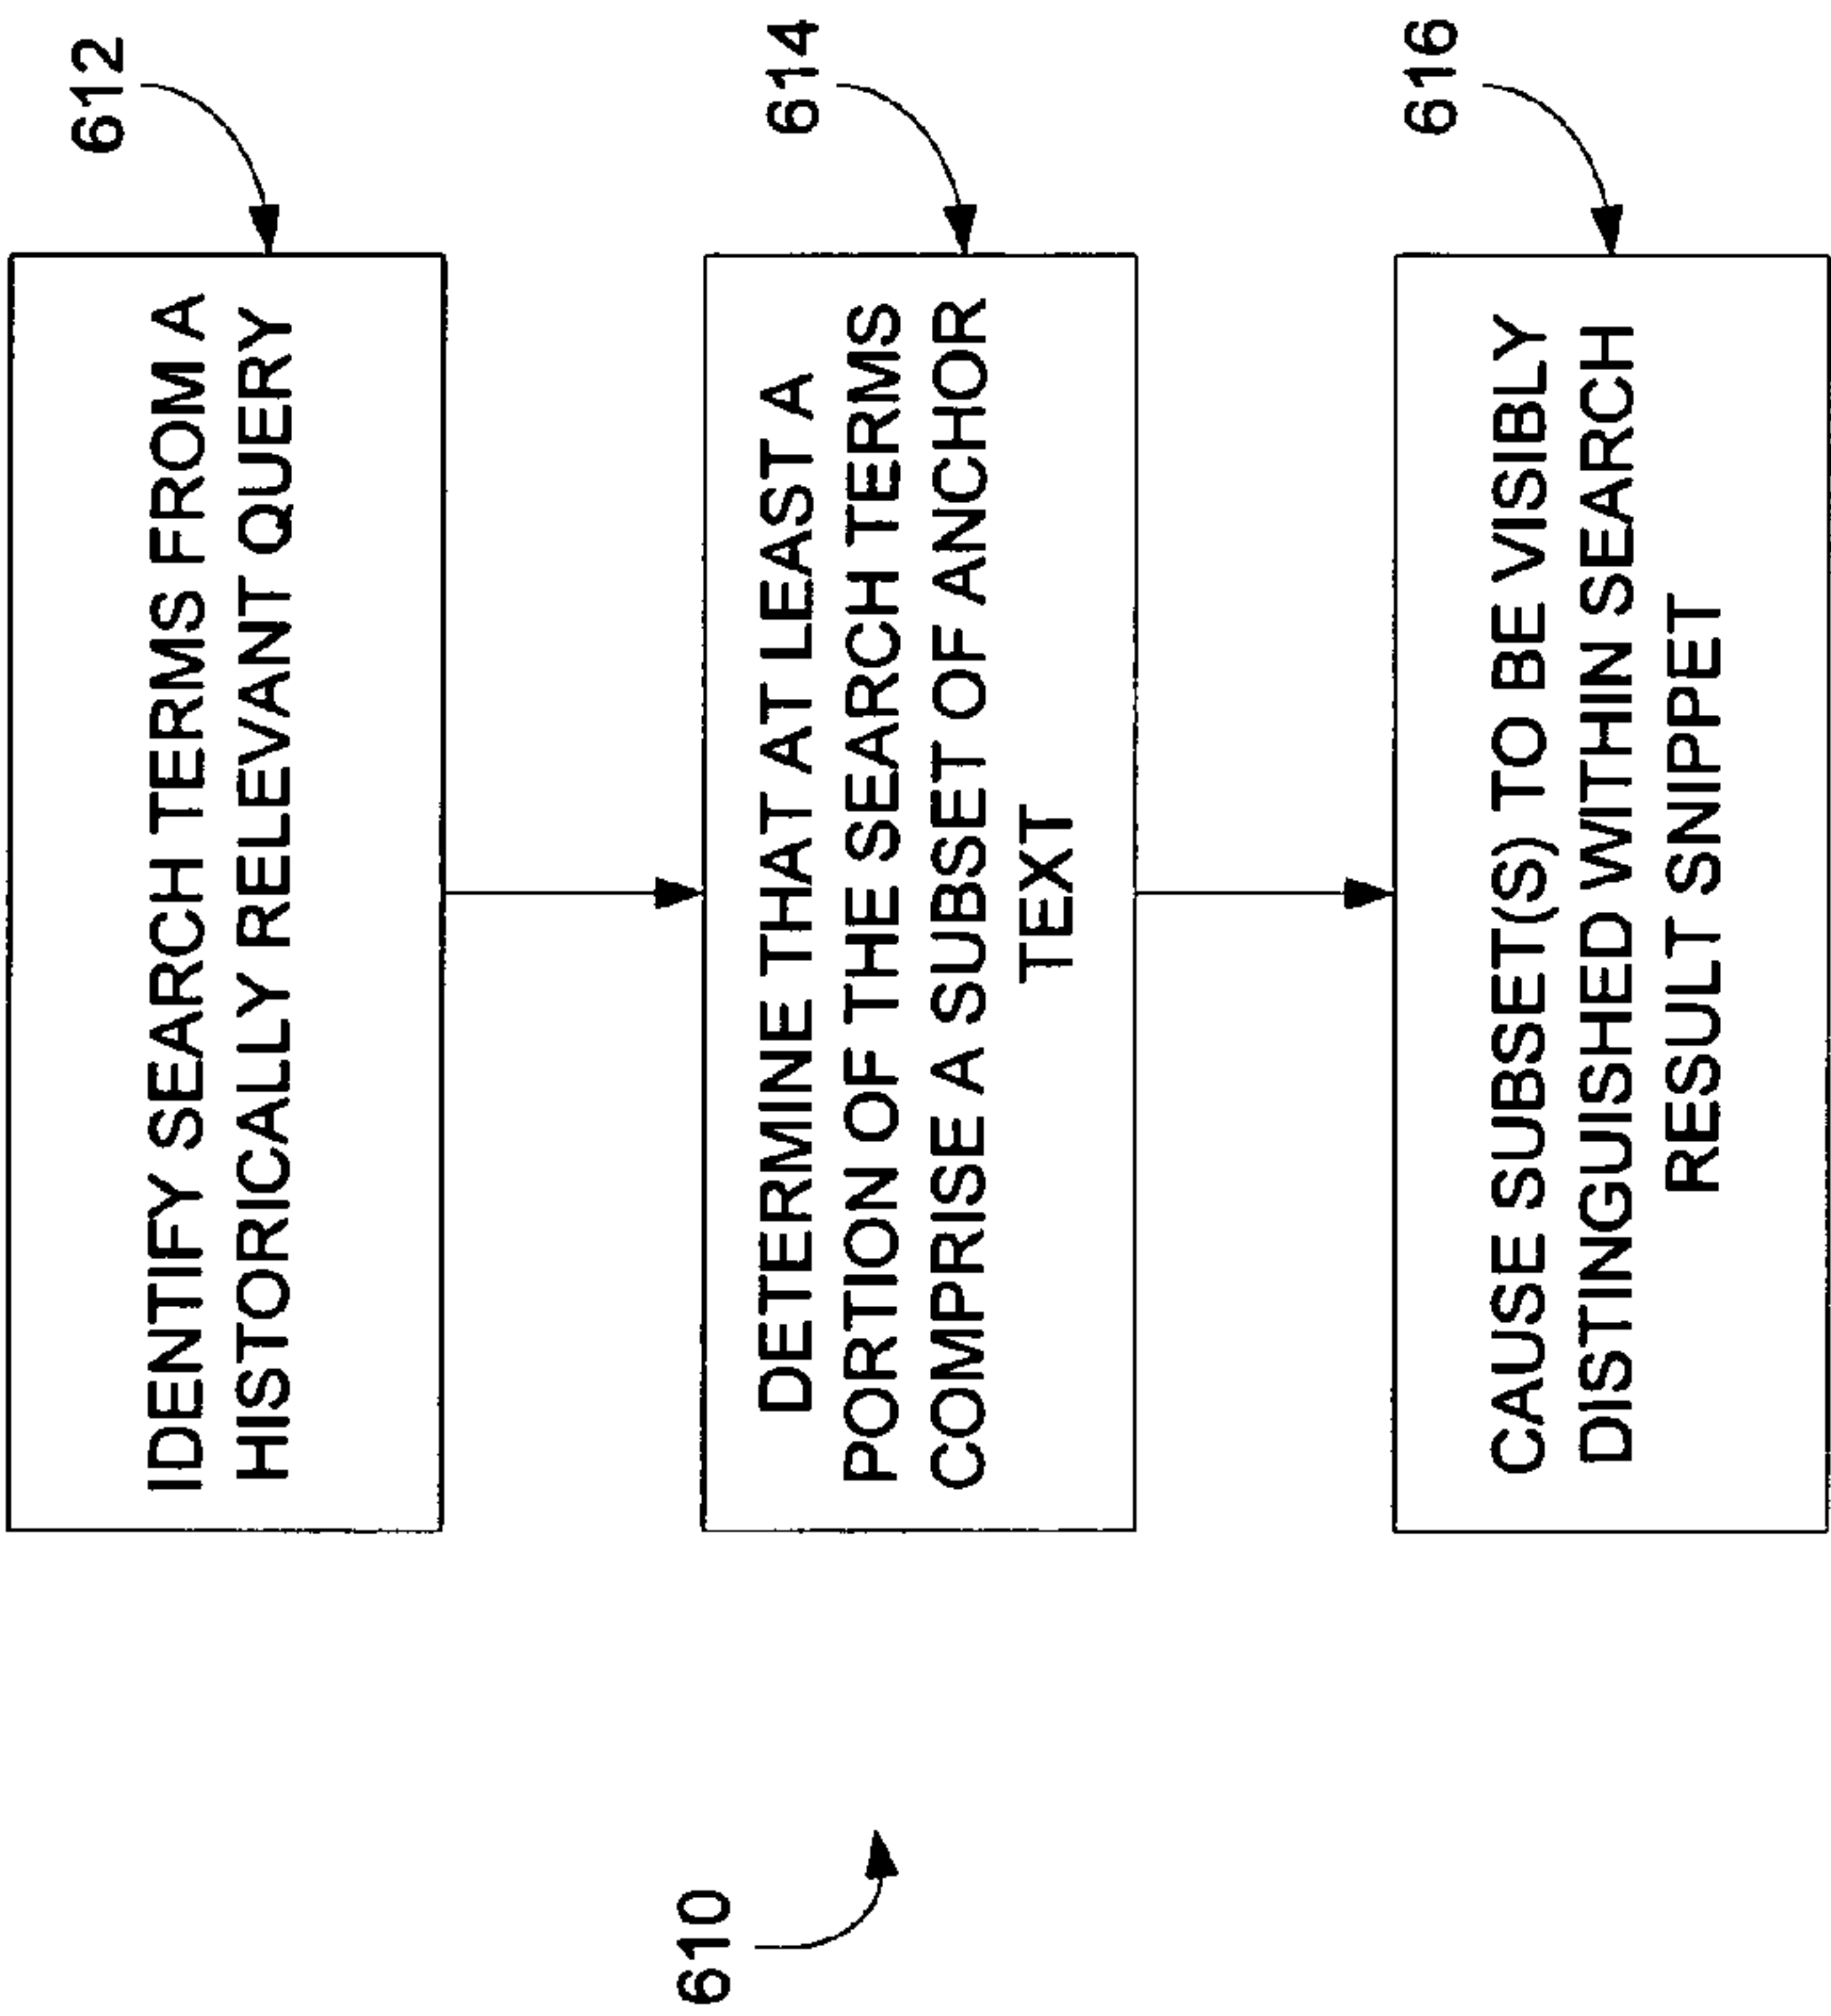 610
612
IDENTIFY SEARCH TERMS FROM A
HISTORICALLY RELEVANT QUERY
614
DETERMINE THAT AT LEAST A
PORTION OF THE SEARCH TERMS
COMPRISE A SUBSET OF ANCHOR
TEXT
616
CAUSE SUBSET(S) TO BE VISIBLY
DISTINGUISHED WITHIN SEARCH
RESULT SNIPPET